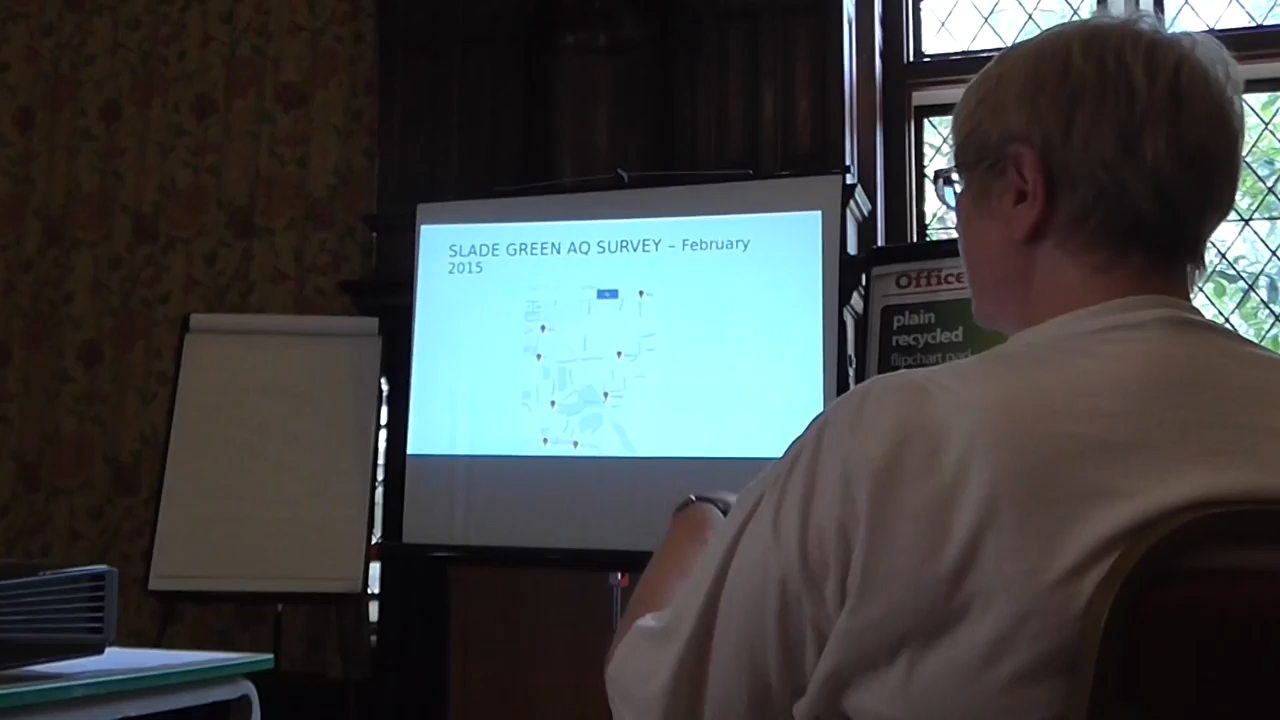 SLADE GREEN AQ SURVEY – February
2015
Office
plain
recycled
flipchart pad